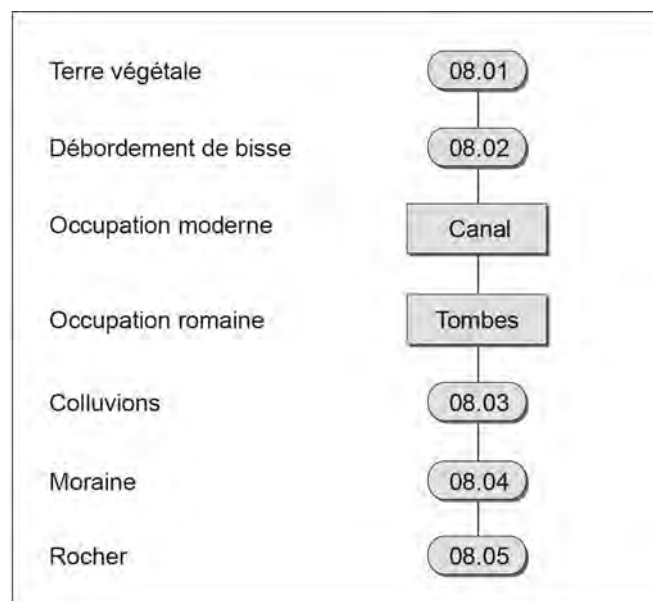 Terre végétale 08.01
Débordement de bisse 08.02
Occupation moderne Canal
Occupation romaine Tombes
Colluvions 08.03
Moraine 08.04
Rocher 08.05